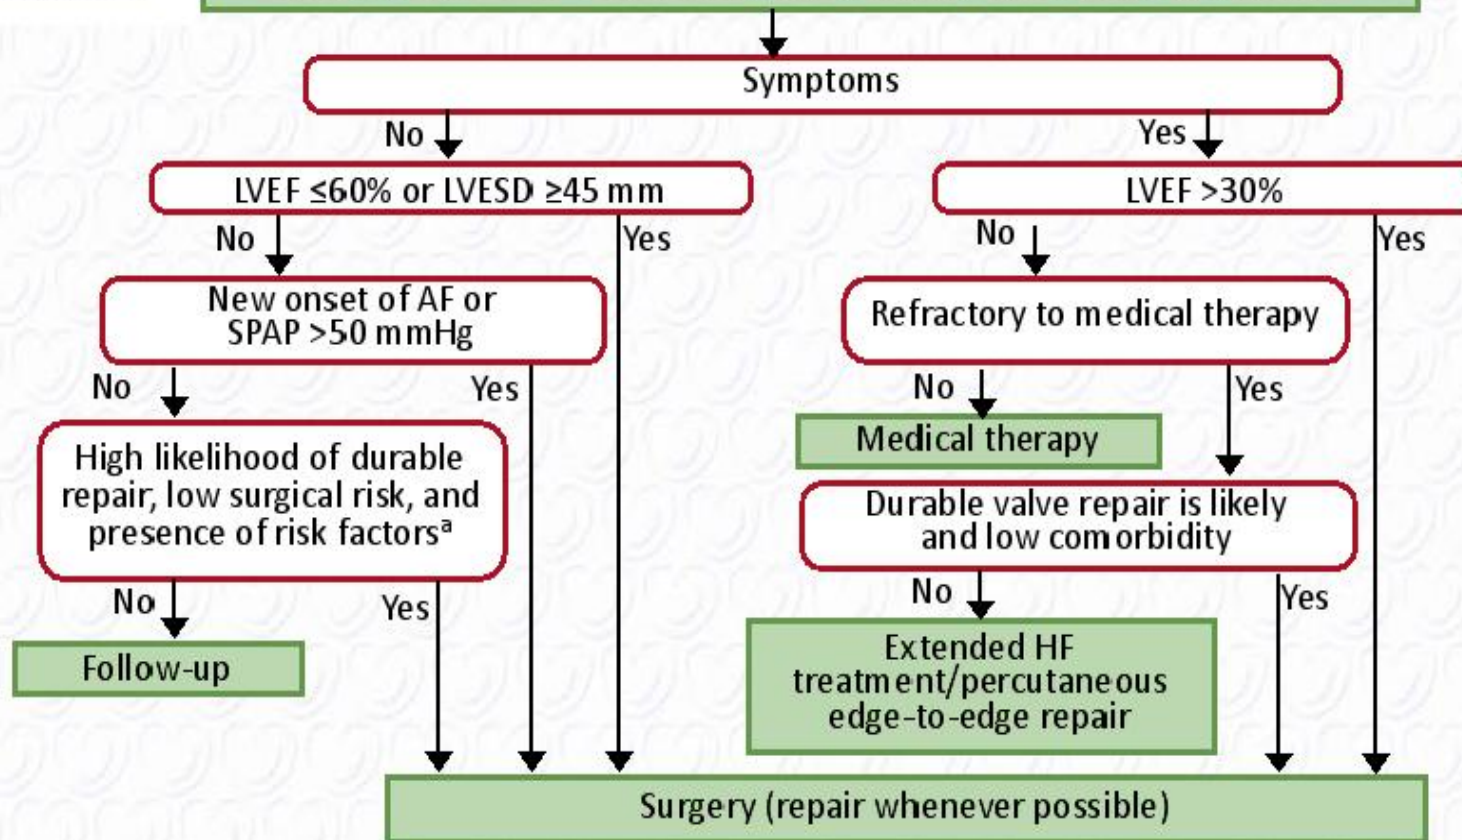 Symptoms
No
Yes
LVEF ≤60% or LVESD ≥45 mm
LVEF >30%
No
Yes
No
Yes
New onset of AF or
SPAP >50 mmHg
Refractory to medical therapy
No
Yes
No
Yes
High likelihood of durable
repair, low surgical risk, and
presence of risk factorsᵃ
Medical therapy
Durable valve repair is likely
and low comorbidity
No
Yes
No
Yes
Follow-up
Extended HF
treatment/percutaneous
edge-to-edge repair
Surgery (repair whenever possible)